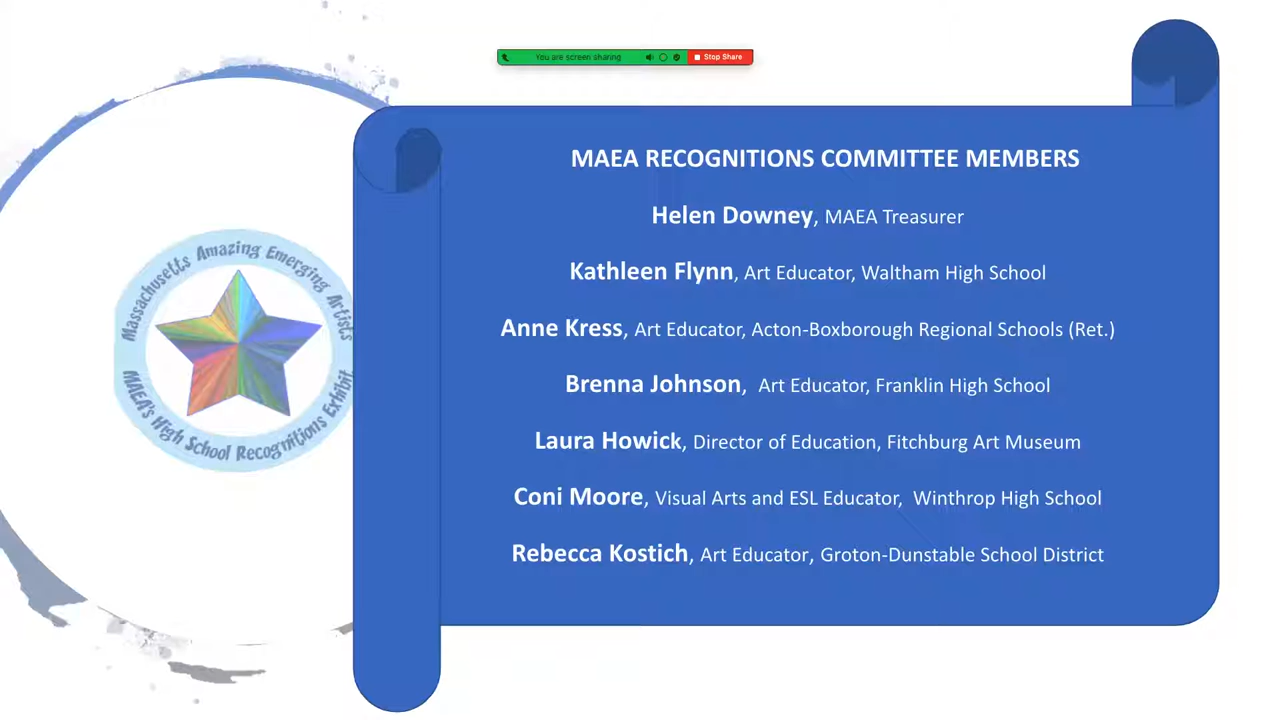 You are screen sharing
Stop Share
MAEA RECOGNITIONS COMMITTEE MEMBERS
Helen Downey, MAEA Treasurer
Kathleen Flynn, Art Educator, Waltham High School
Anne Kress, Art Educator, Acton-Boxborough Regional Schools (Ret.)
Brenna Johnson, Art Educator, Franklin High School
Laura Howick, Director of Education, Fitchburg Art Museum
Coni Moore, Visual Arts and ESL Educator, Winthrop High School
Rebecca Kostich, Art Educator, Groton-Dunstable School District
Massachusetts Amazing Emerging Artists
MAEA's High School Recognitions Exhibit